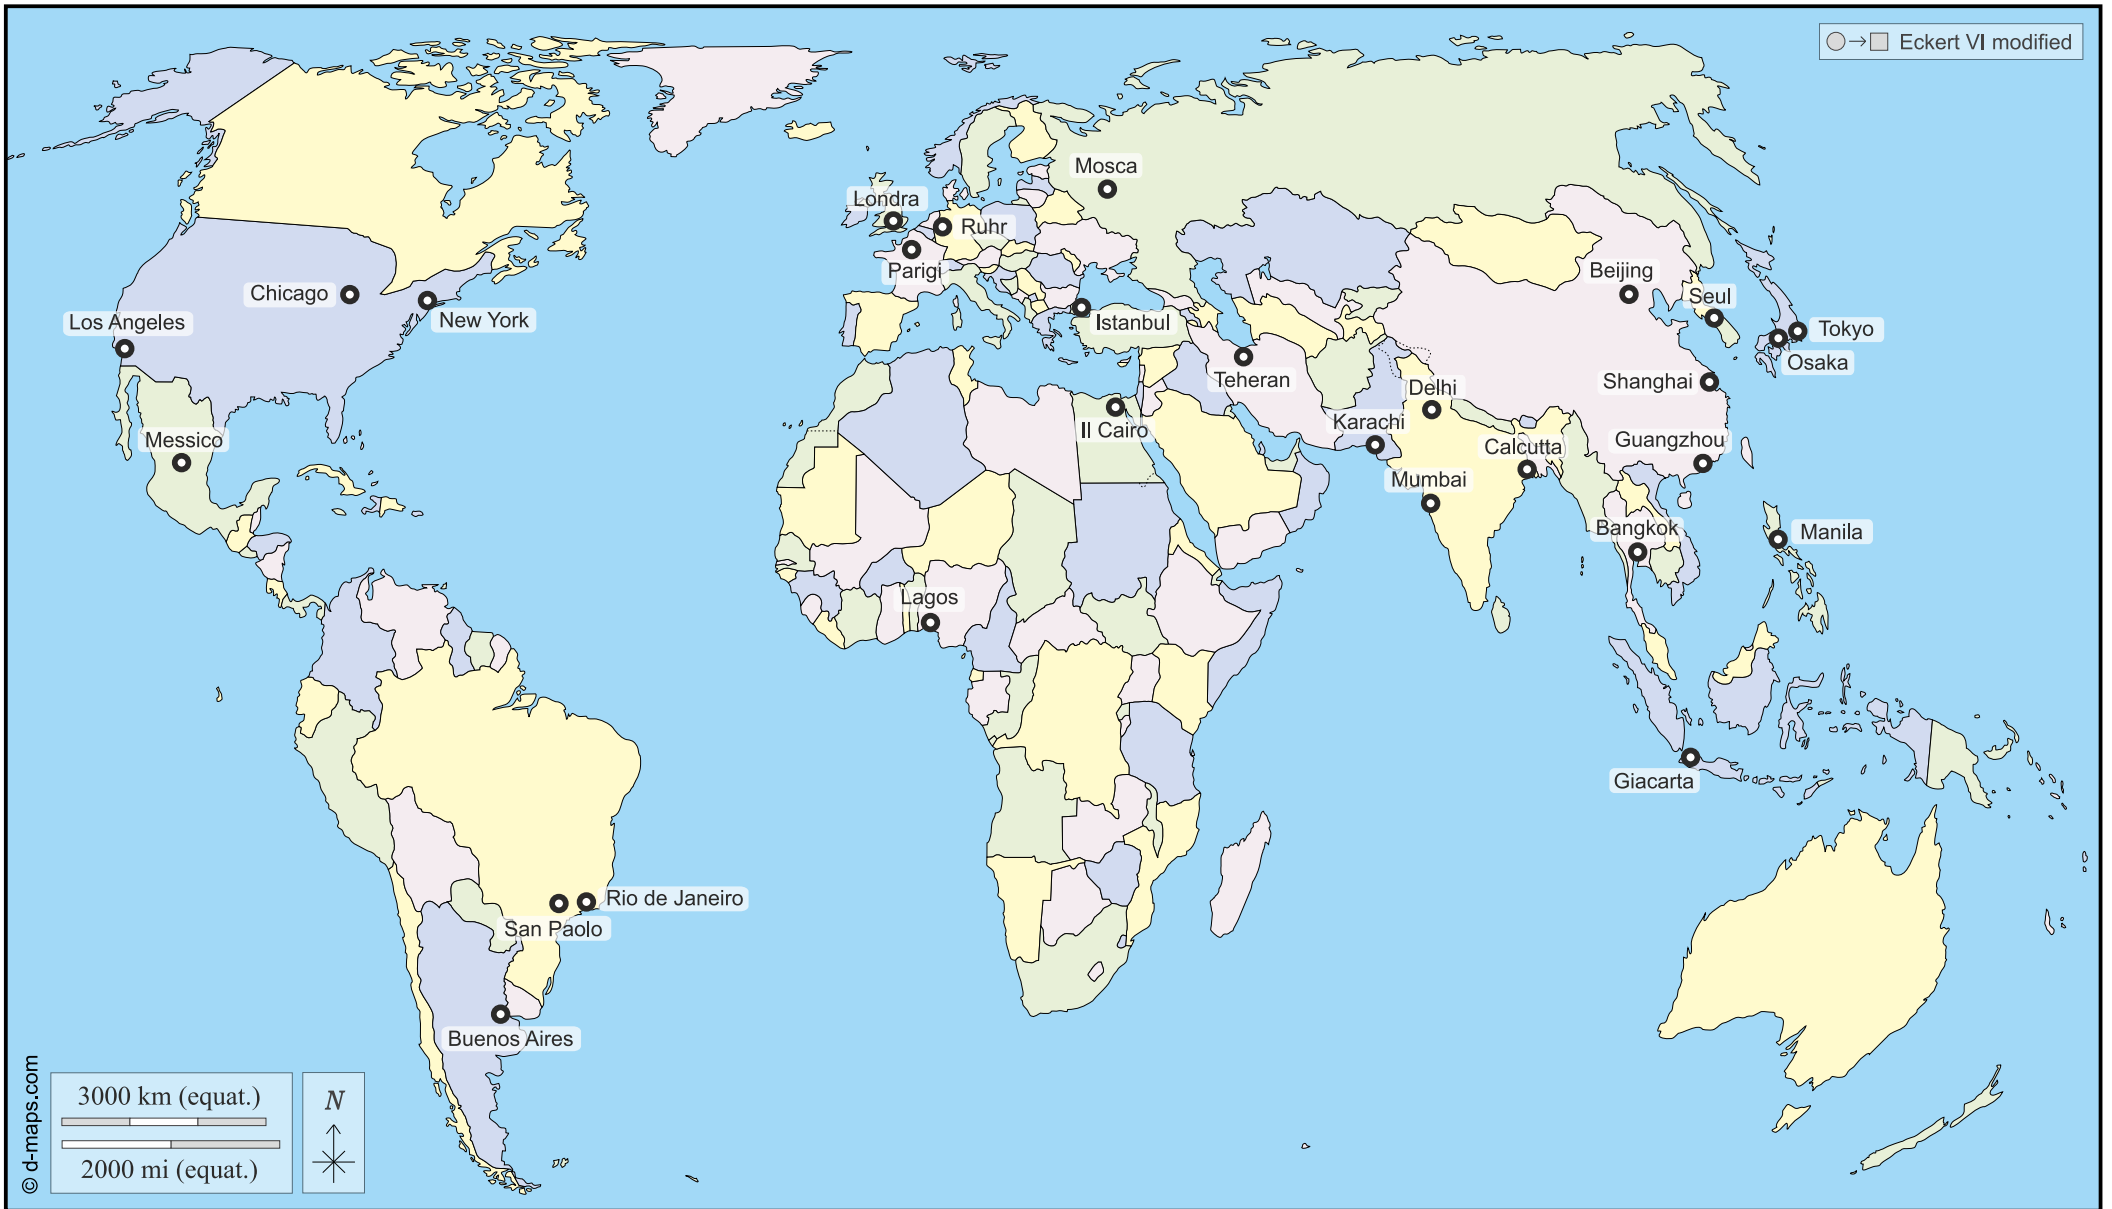 Eckert VI modified
Mosca
Londra
Ruhr
Parigi
Beijing
Seul
Chicago
New York
Los Angeles
Istanbul
Tokyo
Osaka
Teheran
Shanghai
Delhi
Karachi
Il Cairo
Messico
Guangzhou
Calcutta
Mumbai
Bangkok
Manila
Lagos
Giacarta
Rio de Janeiro
San Paolo
Buenos Aires
3000 km (equat.)
2000 mi (equat.)
N
© d-maps.com